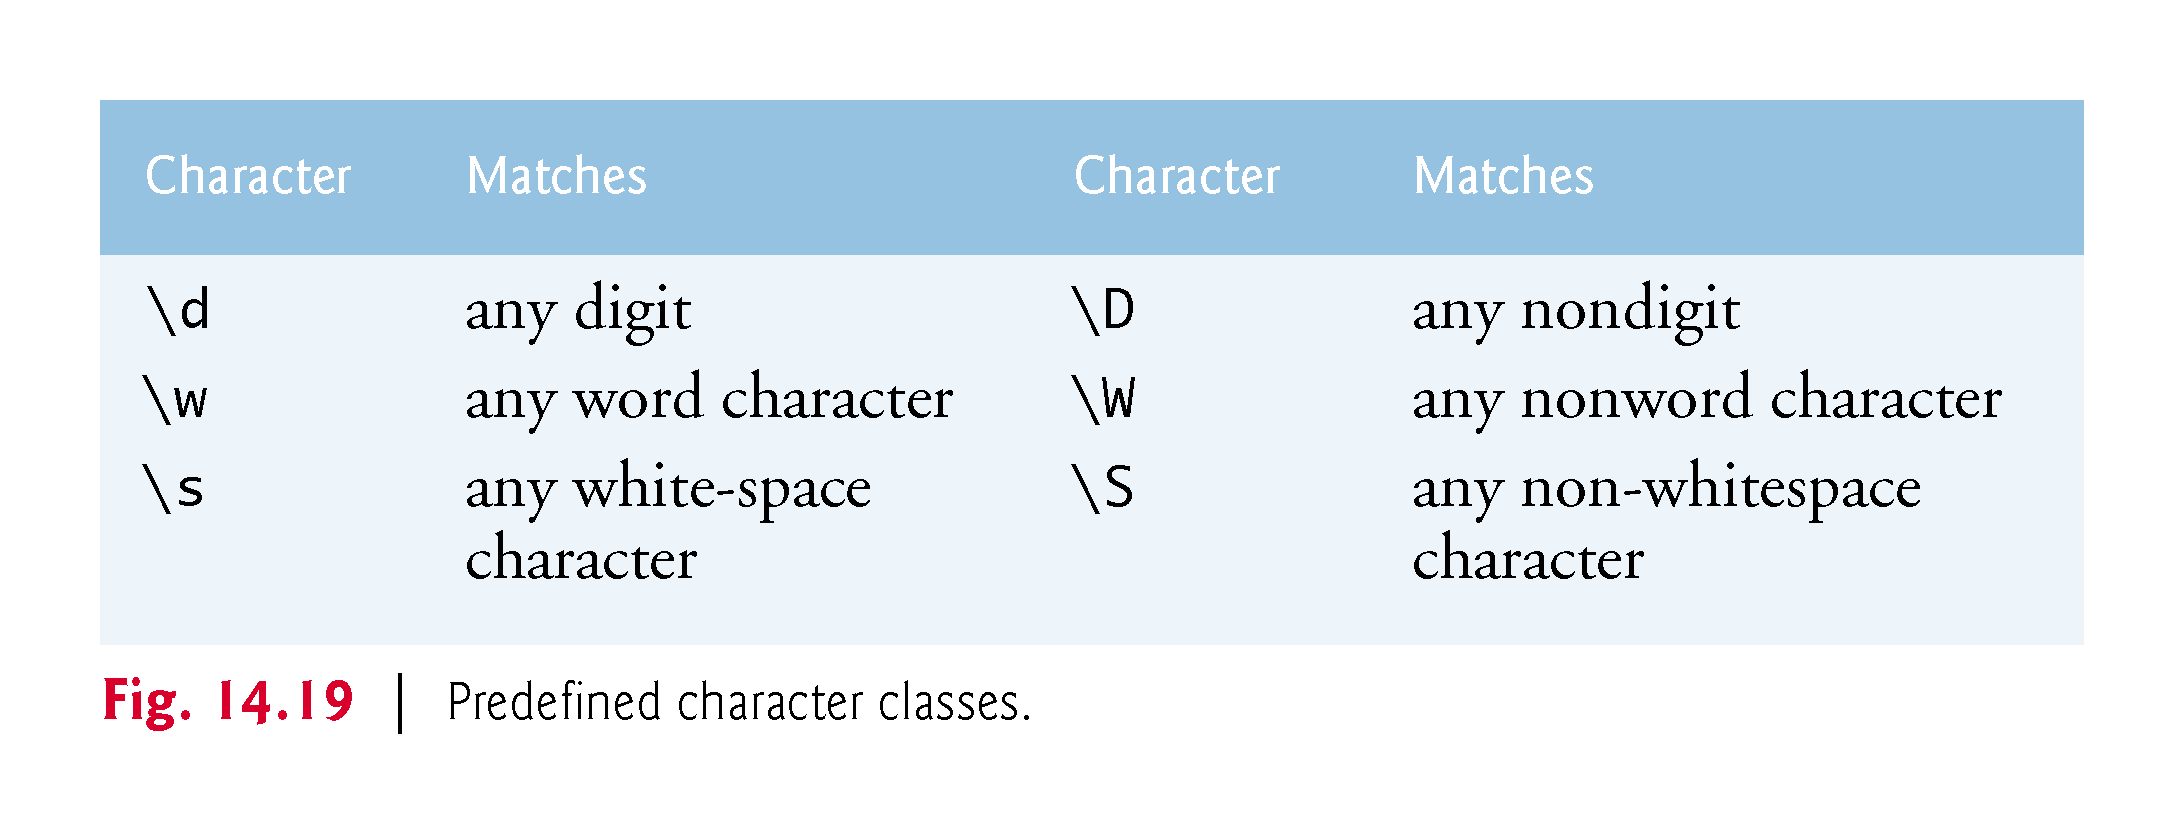 Character Matches Character Matches
\d any digit \D any nondigit
\w any word character \W any nonword character
\s any white-space \S any non-whitespace
character character
Fig. 14.19 | Predefined character classes.